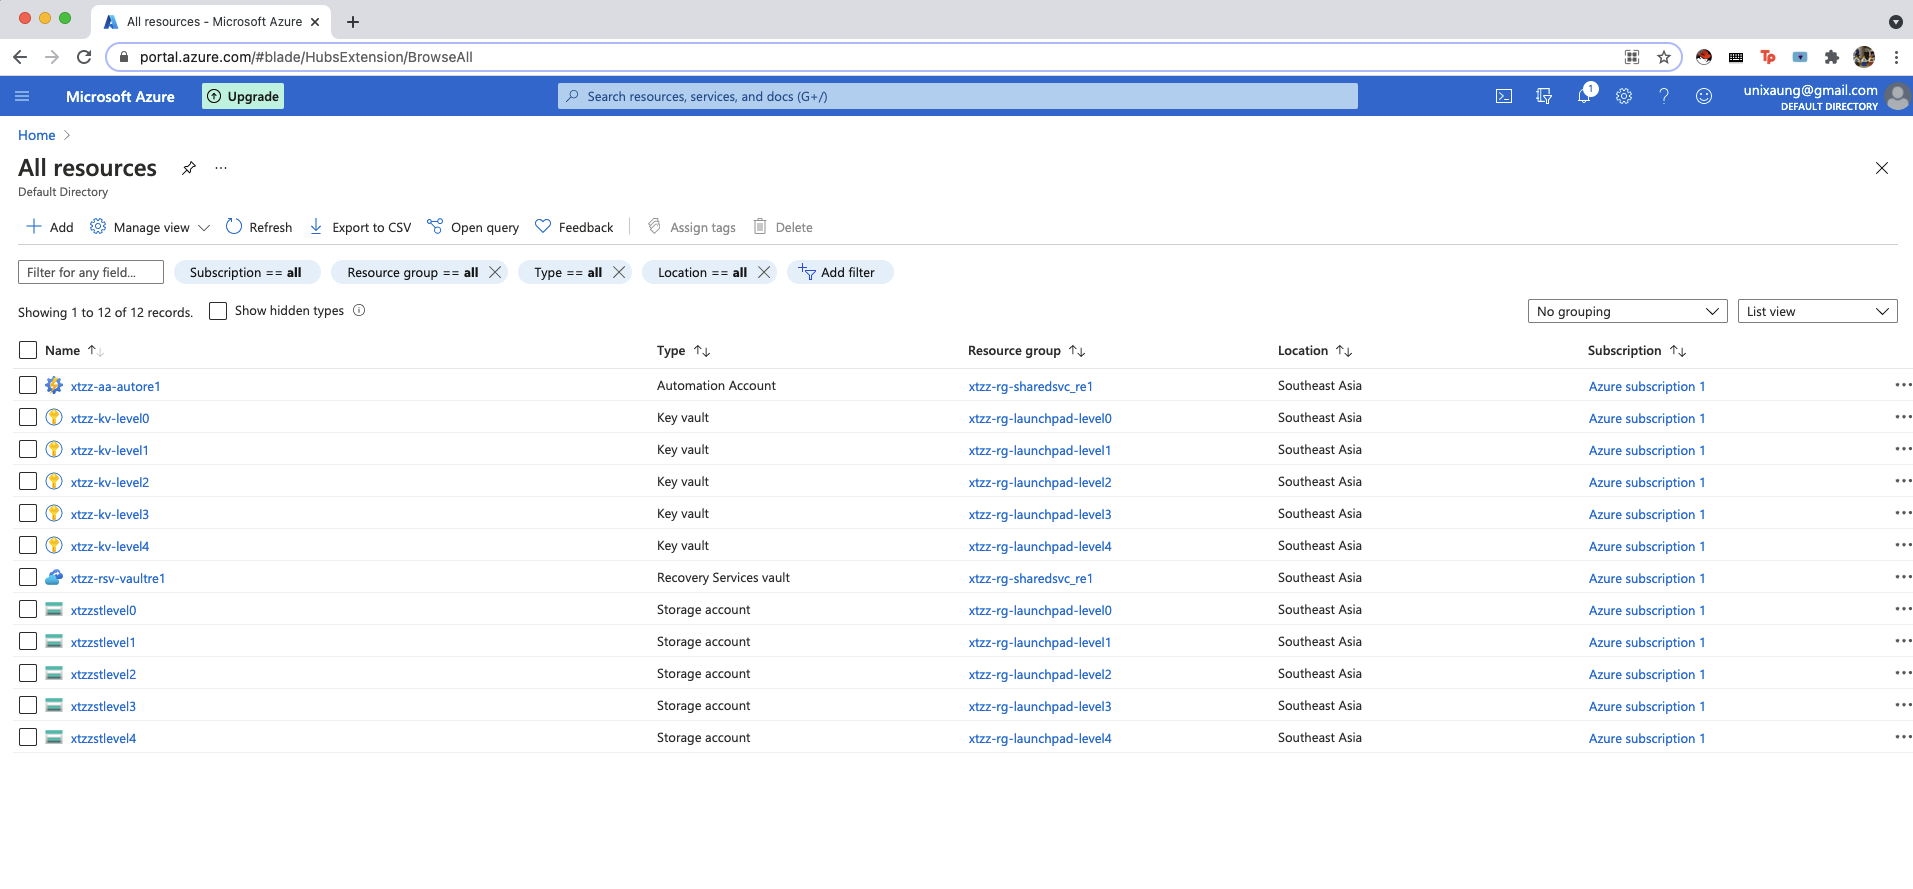 All resources - Microsoft Azure
portal.azure.com/#blade/HubsExtension/BrowseAll
Tp
Microsoft Azure
Upgrade
Search resources, services, and docs (G+/)
1
unixaung@gmail.com
DEFAULT DIRECTORY
Home
All resources
Default Directory
Add Manage view Refresh Export to CSV Open query Feedback Assign tags Delete
Filter for any field... Subscription == all Resource group == all Type == all Location == all Add filter
Showing 1 to 12 of 12 records. Show hidden types No grouping List view
Name Type Resource group Location Subscription
xtzz-aa-autore1 Automation Account xtzz-rg-sharedsvc_re1 Southeast Asia Azure subscription 1
xtzz-kv-level0 Key vault xtzz-rg-launchpad-level0 Southeast Asia Azure subscription 1
xtzz-kv-level1 Key vault xtzz-rg-launchpad-level1 Southeast Asia Azure subscription 1
xtzz-kv-level2 Key vault xtzz-rg-launchpad-level2 Southeast Asia Azure subscription 1
xtzz-kv-level3 Key vault xtzz-rg-launchpad-level3 Southeast Asia Azure subscription 1
xtzz-kv-level4 Key vault xtzz-rg-launchpad-level4 Southeast Asia Azure subscription 1
xtzz-rsv-vaultre1 Recovery Services vault xtzz-rg-sharedsvc_re1 Southeast Asia Azure subscription 1
xtzzstlevel0 Storage account xtzz-rg-launchpad-level0 Southeast Asia Azure subscription 1
xtzzstlevel1 Storage account xtzz-rg-launchpad-level1 Southeast Asia Azure subscription 1
xtzzstlevel2 Storage account xtzz-rg-launchpad-level2 Southeast Asia Azure subscription 1
xtzzstlevel3 Storage account xtzz-rg-launchpad-level3 Southeast Asia Azure subscription 1
xtzzstlevel4 Storage account xtzz-rg-launchpad-level4 Southeast Asia Azure subscription 1